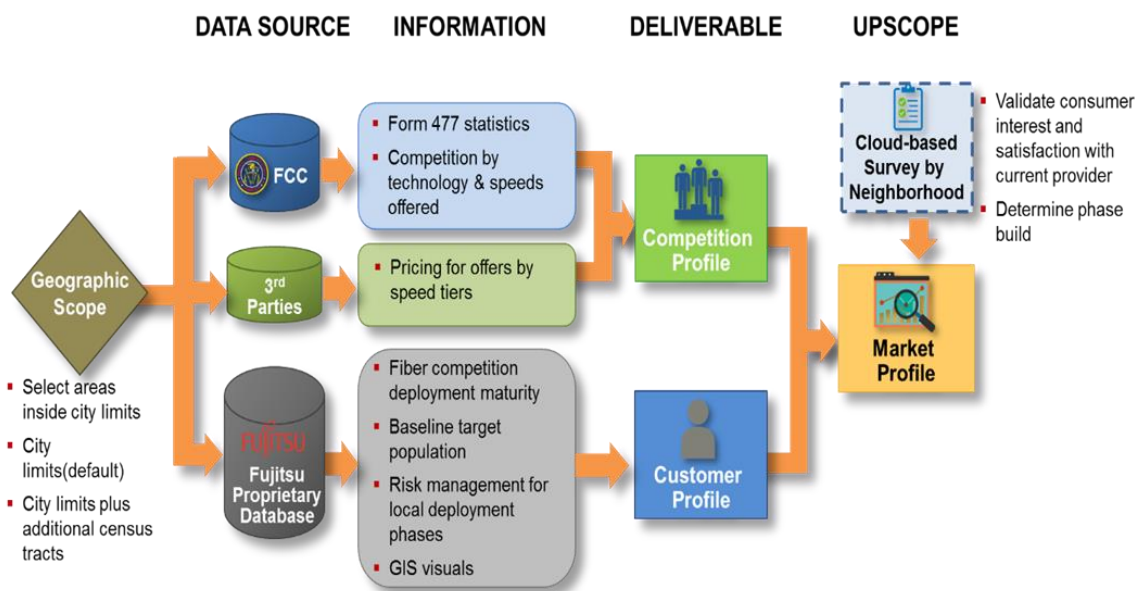 DATA SOURCE
INFORMATION
DELIVERABLE
UPSCOPE
Geographic
Scope
▪ Select areas
inside city limits
▪ City
limits(default)
▪ City limits plus
additional census
tracts
FCC
3rd
Parties
FUJITSU
Fujitsu
Proprietary
Database
▪ Form 477 statistics
▪ Competition by
technology & speeds
offered
▪ Pricing for offers by
speed tiers
▪ Fiber competition
deployment maturity
▪ Baseline target
population
▪ Risk management for
local deployment
phases
▪ GIS visuals
Competition
Profile
Customer
Profile
Cloud-based
Survey by
Neighborhood
▪ Validate consumer
interest and
satisfaction with
current provider
▪ Determine phase
build
Market
Profile